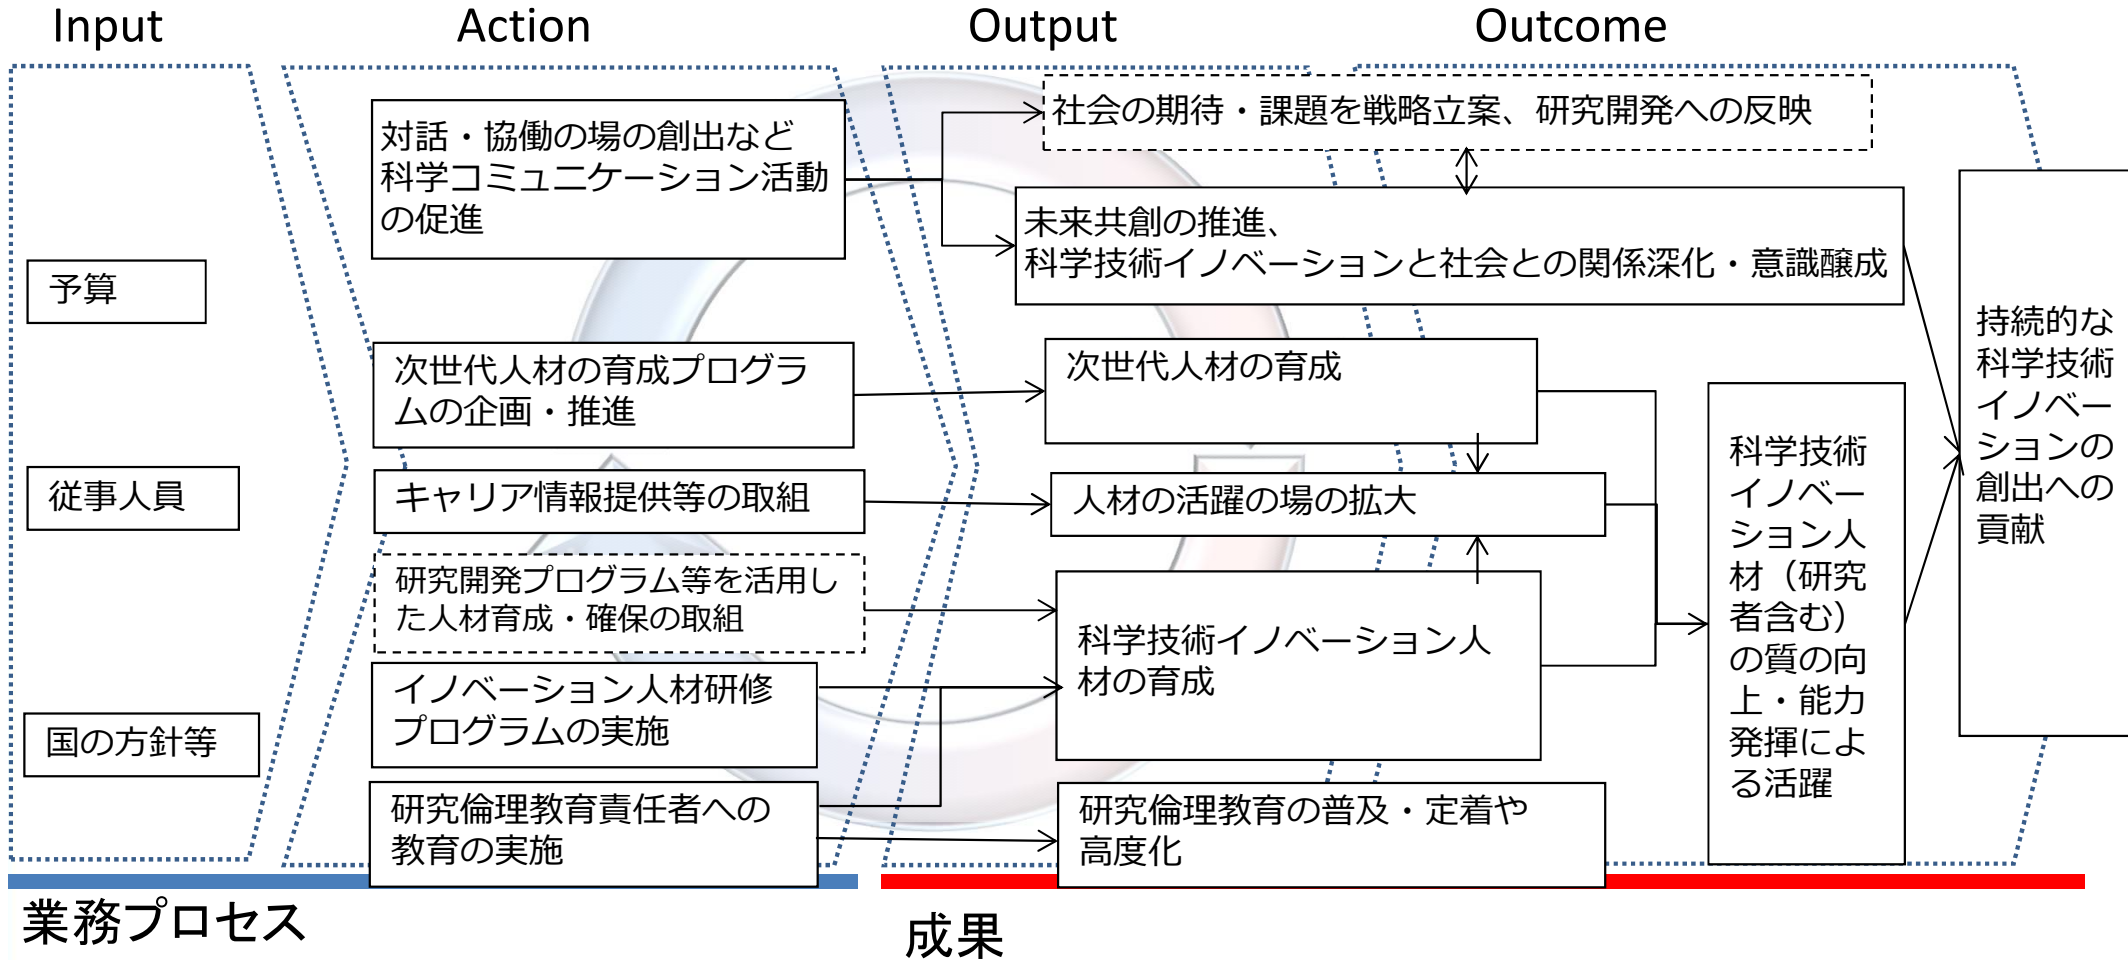 Input
Action
Output
Outcome
予算
従事人員
国の方針等
対話・協働の場の創出など
科学コミュニケーション活動
の促進
次世代人材の育成プログラ
ムの企画・推進
キャリア情報提供等の取組
研究開発プログラム等を活用し
た人材育成・確保の取組
イノベーション人材研修
プログラムの実施
研究倫理教育責任者への
教育の実施
社会の期待・課題を戦略立案、研究開発への反映
未来共創の推進、
科学技術イノベーションと社会との関係深化・意識醸成
次世代人材の育成
人材の活躍の場の拡大
科学技術イノベーション人
材の育成
研究倫理教育の普及・定着や
高度化
科学技術
イノベー
ション人
材（研究
者含む）
の質の向
上・能力
発揮によ
る活躍
持続的な
科学技術
イノベー
ションの
創出への
貢献
業務プロセス
成果